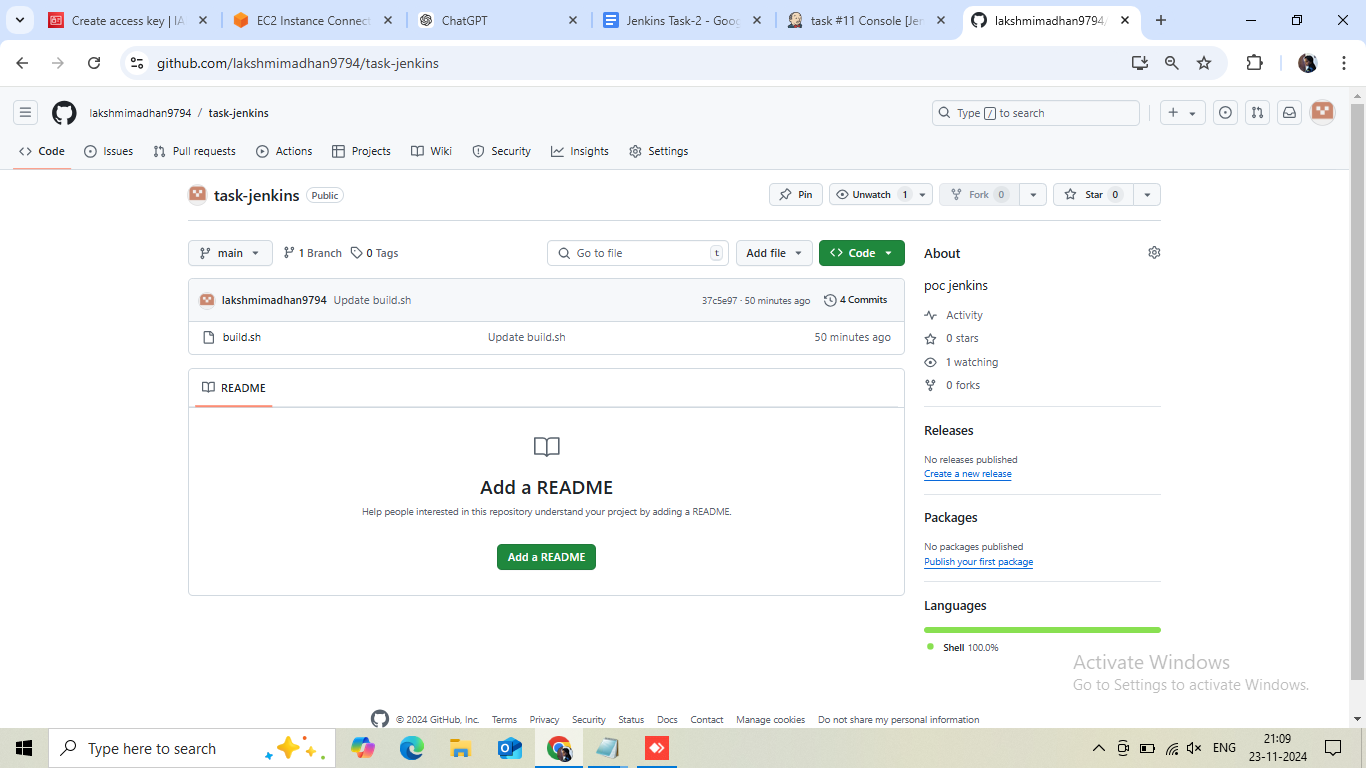 Create access key | IA
EC2 Instance Connect
ChatGPT
Jenkins Task-2 - Goog
task #11 Console [Jen
lakshmimadhan9794/
github.com/lakshmimadhan9794/task-jenkins
lakshmimadhan9794 / task-jenkins
Type / to search
Code
Issues
Pull requests
Actions
Projects
Wiki
Security
Insights
Settings
task-jenkins Public
Pin
Unwatch 1
Fork 0
Star 0
main
1 Branch
0 Tags
Go to file t
Add file
Code
lakshmimadhan9794 Update build.sh
37c5e97 · 50 minutes ago
4 Commits
build.sh
Update build.sh
50 minutes ago
README
Add a README
Help people interested in this repository understand your project by adding a README.
Add a README
About
poc jenkins
Activity
0 stars
1 watching
0 forks
Releases
No releases published
Create a new release
Packages
No packages published
Publish your first package
Languages
Shell 100.0%
Activate Windows
Go to Settings to activate Windows.
© 2024 GitHub, Inc. Terms Privacy Security Status Docs Contact Manage cookies Do not share my personal information
Type here to search
ENG
21:09
23-11-2024